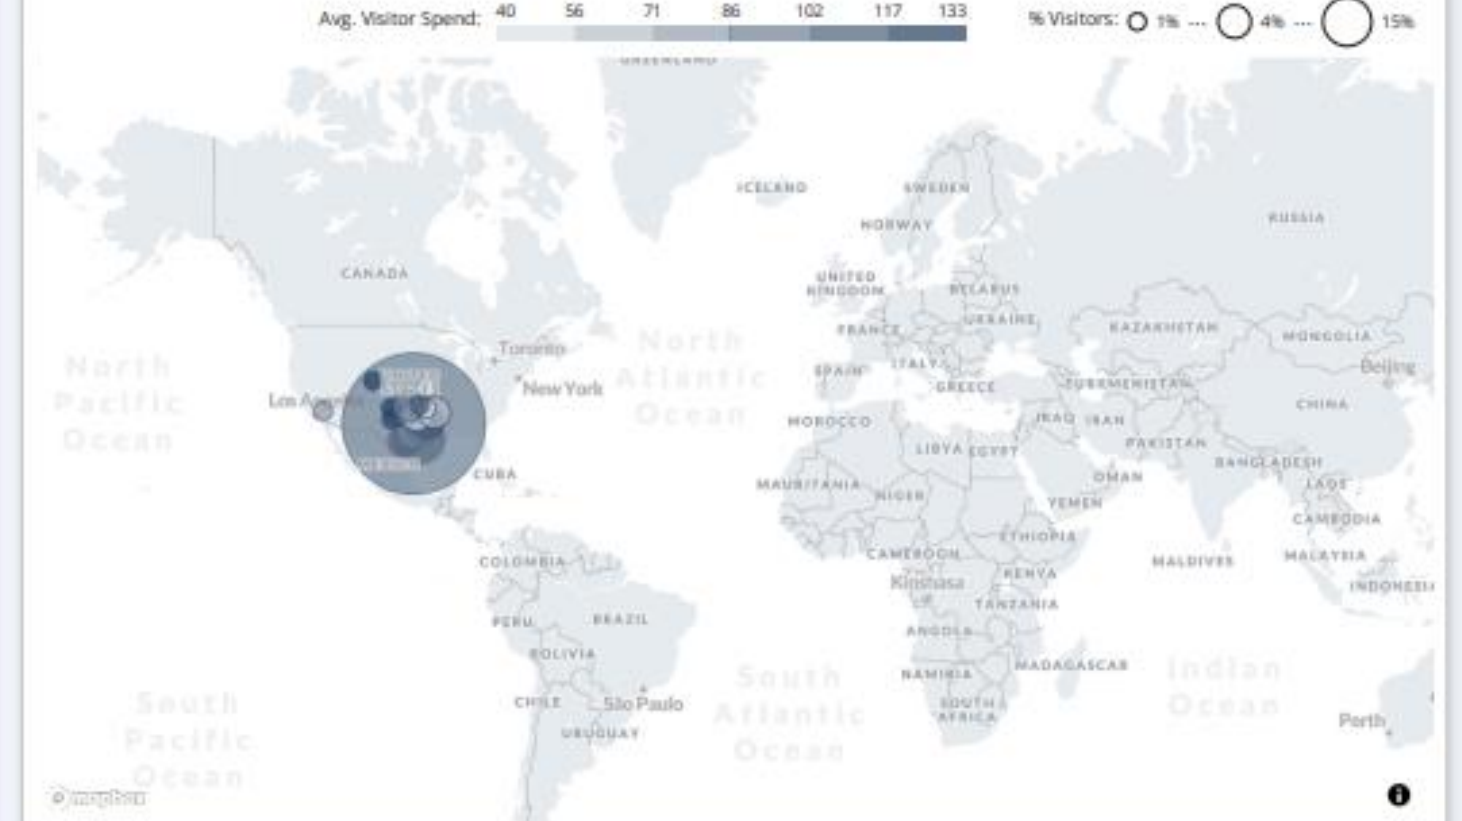 Avg. Visitor Spend: 40 56 71 86 102 117 133
% Visitors: 1% ... 4% ... 15%
GREENLAND
ICELAND
SWEDEN
NORWAY
RUSSIA
CANADA
UNITED
KINGDOM
BELARUS
UKRAINE
FRANCE
KAZAKHSTAN
MONGOLIA
North
Pacific
Ocean
Toronto
North
Atlantic
Ocean
SPAIN
ITALY
GREECE
TURKMENISTAN
Beijing
New York
Los Angeles
CHINA
MOROCCO
IRAQ
IRAN
PAKISTAN
LIBYA
EGYPT
BANGLADESH
CUBA
OMAN
MAURITANIA
NIGER
YEMEN
LAOS
CAMBODIA
ETHIOPIA
CAMEROON
COLOMBIA
MALDIVES
MALAYSIA
Kinshasa
KENYA
INDONESIA
TANZANIA
PERU
BRAZIL
ANGOLA
BOLIVIA
MADAGASCAR
NAMIBIA
South
Atlantic
Ocean
Indian
Ocean
CHILE
São Paulo
SOUTH
AFRICA
South
Pacific
Ocean
Perth
URUGUAY
© mapbox